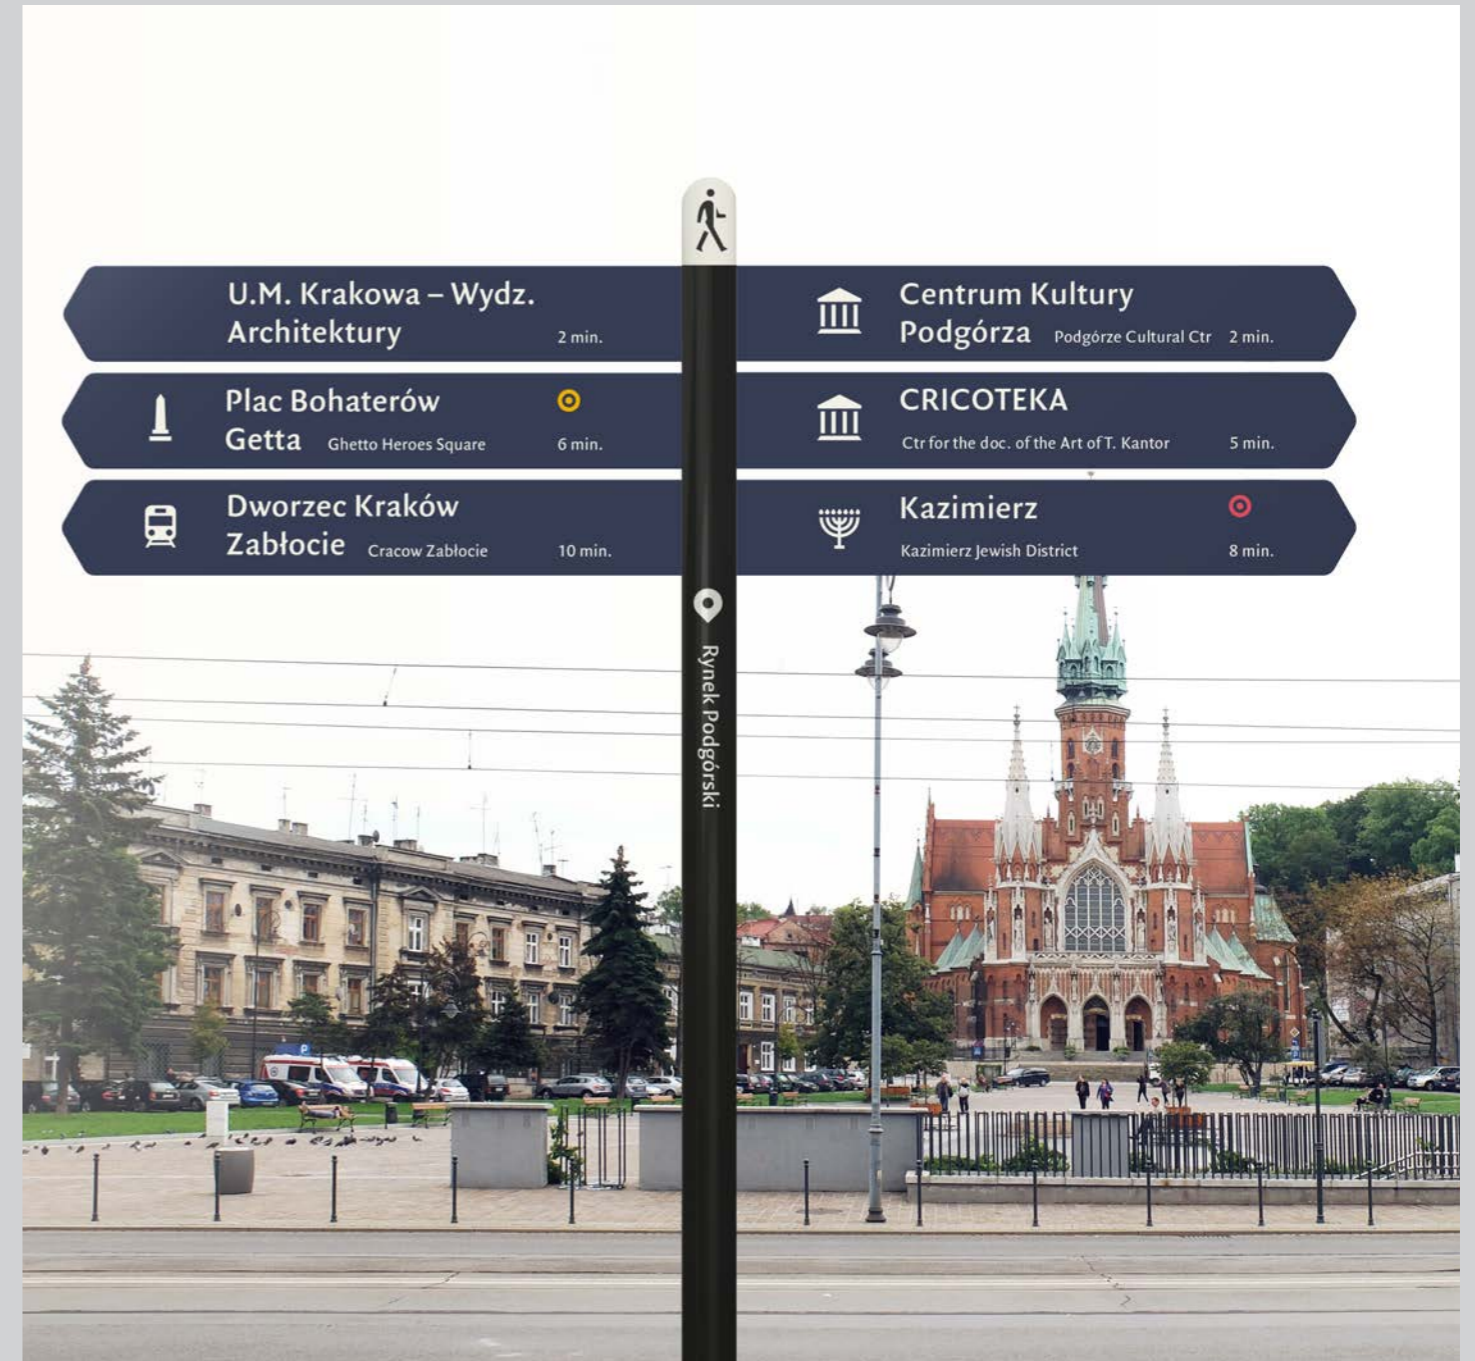 U.M. Krakowa – Wydz.
Architektury 2 min.
Plac Bohaterów
Getta Ghetto Heroes Square 6 min.
Dworzec Kraków
Zabłocie Cracow Zabłocie 10 min.
Centrum Kultury
Podgórza Podgórze Cultural Ctr 2 min.
CRICOTEKA
Ctr for the doc. of the Art of T. Kantor 5 min.
Kazimierz
Kazimierz Jewish District 8 min.
Rynek Podgórski
P